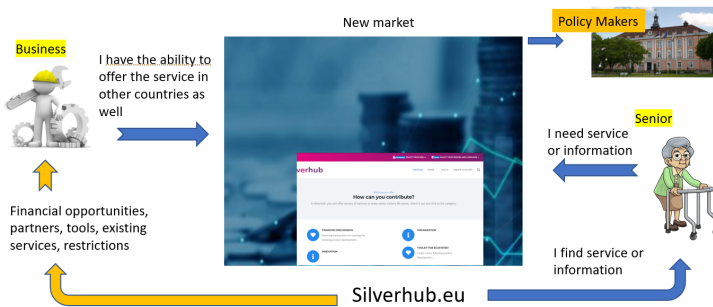 New market
Policy Makers
Business
I have the ability to
offer the service in
other countries as
well
Senior
I need service
or information
verhub
How can you contribute?
INNOVATION
Financial opportunities,
partners, tools, existing
services, restrictions
I find service or
information
Silverhub.eu